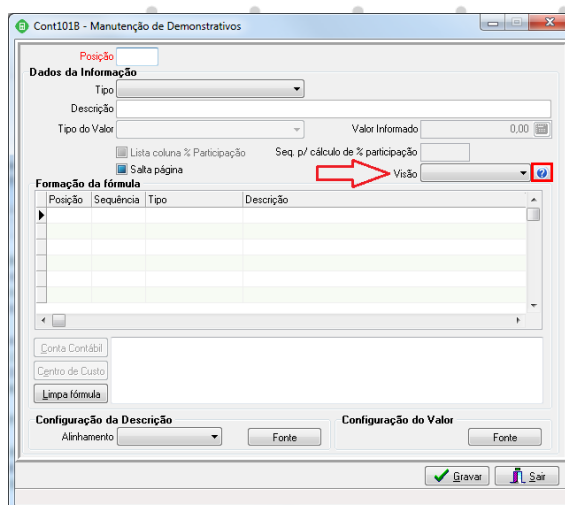 Cont101B - Manutenção de Demonstrativos
Posição
Dados da Informação
Tipo
Descrição
Tipo do Valor
Valor Informado 0,00
Lista coluna % Participação
Seq. p/ cálculo de % participação
Salta página
Visão
Formação da fórmula
Posição Sequência Tipo Descrição
Conta Contábil
Centro de Custo
Limpa fórmula
Configuração da Descrição
Configuração do Valor
Alinhamento
Fonte
Fonte
Gravar
Sair